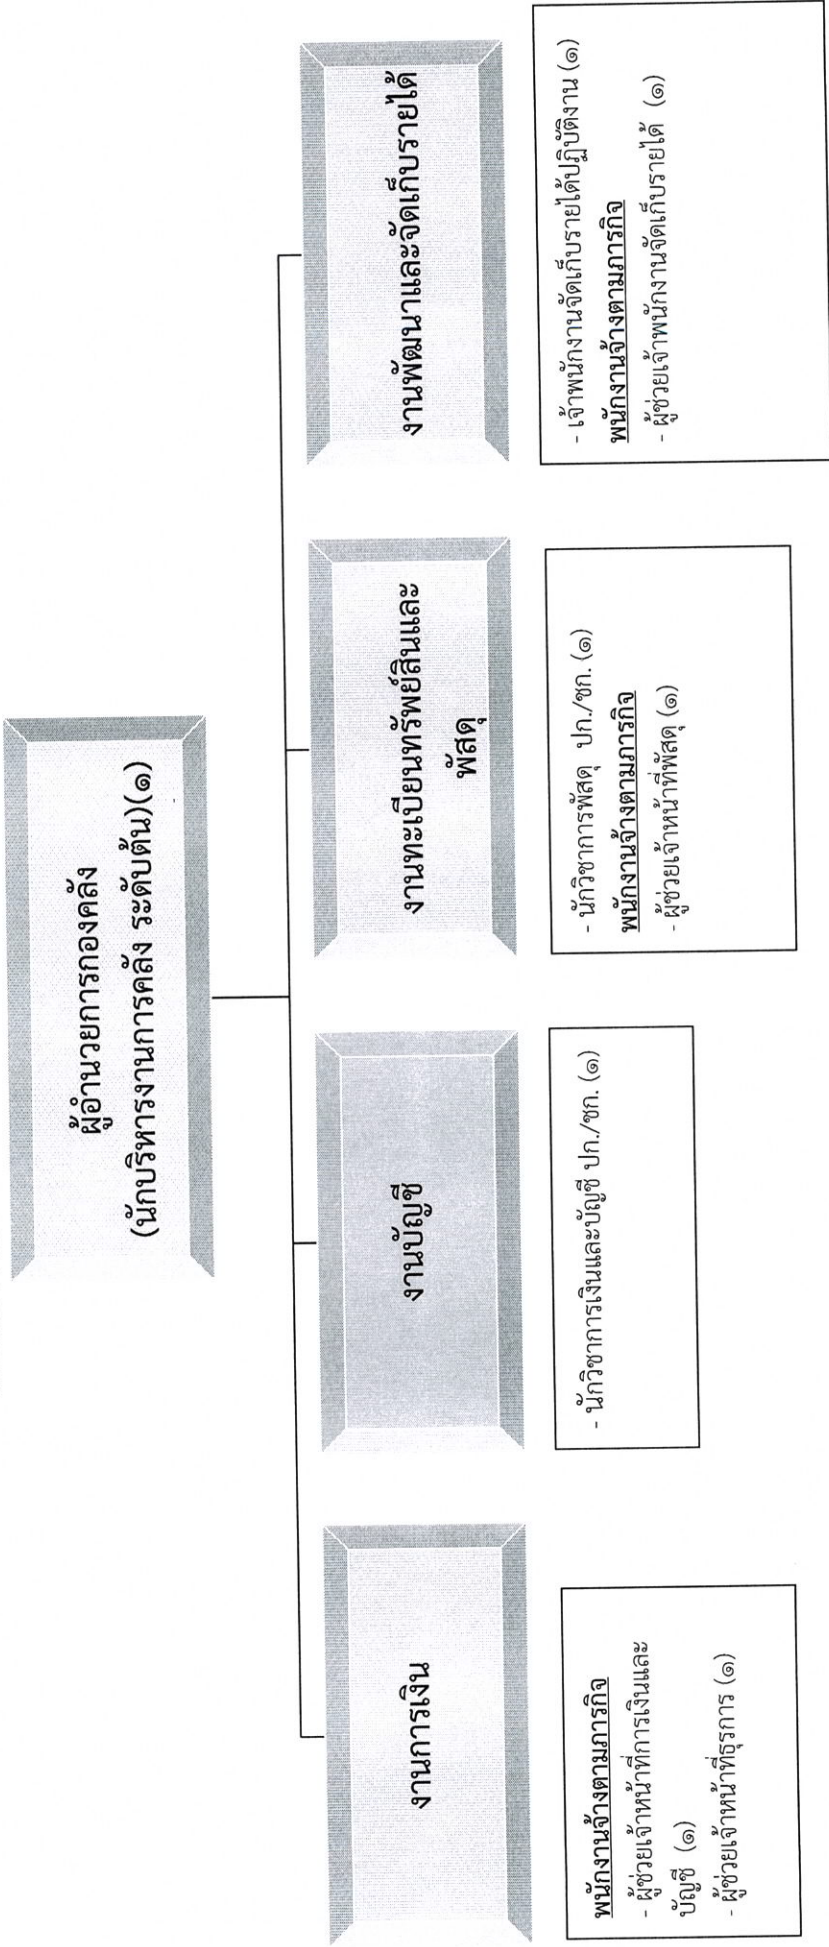 ผู้อำนวยการกองคลัง
(นักบริหารงานการคลัง ระดับต้น)(๑)
งานการเงิน
งานบัญชี
งานทะเบียนทรัพย์สินและ
พัสดุ
งานพัฒนาและจัดเก็บรายได้
พนักงานจ้างตามภารกิจ
- ผู้ช่วยเจ้าหน้าที่การเงินและ
บัญชี (๑)
- ผู้ช่วยเจ้าหน้าที่ธุรการ (๑)
- นักวิชาการเงินและบัญชี ปก./ชก. (๑)
- นักวิชาการพัสดุ ปก./ชก. (๑)
พนักงานจ้างตามภารกิจ
- ผู้ช่วยเจ้าหน้าที่พัสดุ (๑)
- เจ้าพนักงานจัดเก็บรายได้ปฏิบัติงาน (๑)
พนักงานจ้างตามภารกิจ
- ผู้ช่วยเจ้าพนักงานจัดเก็บรายได้ (๑)